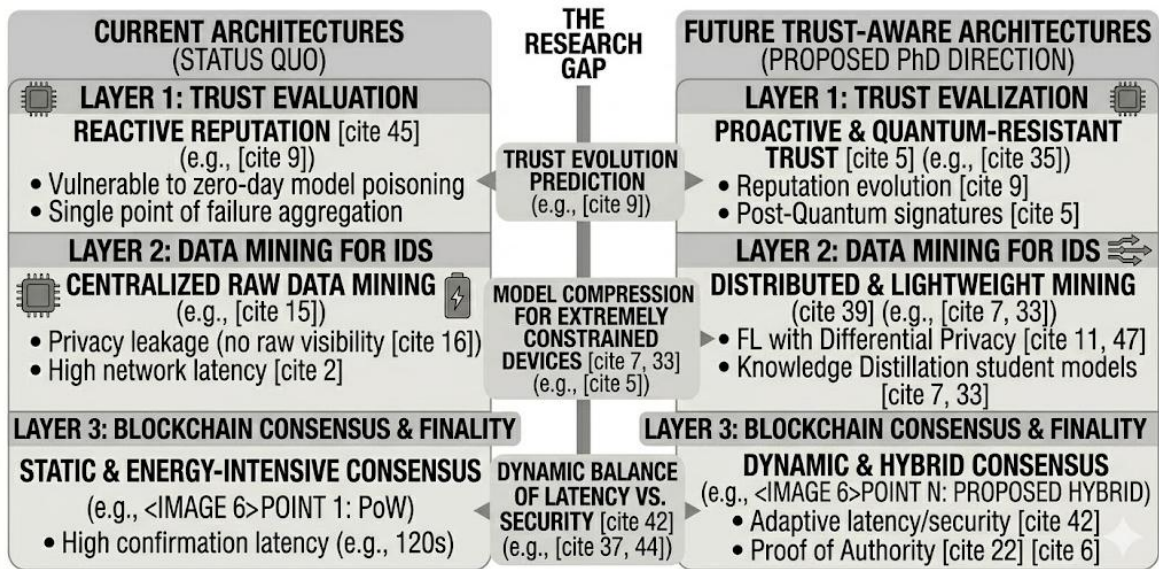 CURRENT ARCHITECTURES
(STATUS QUO)
LAYER 1: TRUST EVALUATION
REACTIVE REPUTATION [cite 45]
(e.g., [cite 9])
• Vulnerable to zero-day model poisoning
• Single point of failure aggregation
LAYER 2: DATA MINING FOR IDS
CENTRALIZED RAW DATA MINING
(e.g., [cite 15])
• Privacy leakage (no raw visibility [cite 16])
• High network latency [cite 2]
LAYER 3: BLOCKCHAIN CONSENSUS & FINALITY
STATIC & ENERGY-INTENSIVE CONSENSUS
(e.g., <IMAGE 6>POINT 1: PoW)
• High confirmation latency (e.g., 120s)
THE
RESEARCH
GAP
TRUST EVOLUTION
PREDICTION
(e.g., [cite 9])
MODEL COMPRESSION
FOR EXTREMELY
CONSTRAINED
DEVICES [cite 7, 33]
(e.g., [cite 5])
DYNAMIC BALANCE
OF LATENCY VS.
SECURITY [cite 42]
(e.g., [cite 37, 44])
FUTURE TRUST-AWARE ARCHITECTURES
(PROPOSED PhD DIRECTION)
LAYER 1: TRUST EVALIZATION
PROACTIVE & QUANTUM-RESISTANT
TRUST [cite 5] (e.g., [cite 35])
• Reputation evolution [cite 9]
• Post-Quantum signatures [cite 5]
LAYER 2: DATA MINING FOR IDS
DISTRIBUTED & LIGHTWEIGHT MINING
(cite 39] (e.g., [cite 7, 33])
• FL with Differential Privacy [cite 11, 47]
• Knowledge Distillation student models
[cite 7, 33]
LAYER 3: BLOCKCHAIN CONSENSUS & FINALITY
DYNAMIC & HYBRID CONSENSUS
(e.g., <IMAGE 6>POINT N: PROPOSED HYBRID)
• Adaptive latency/security [cite 42]
• Proof of Authority [cite 22] [cite 6]